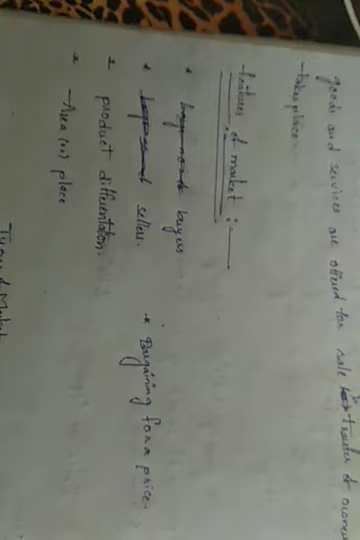 goods and services are offered for sale transfer of owner
- takes place.
- Features of market :-
* buyers
* sellers.
* product differentiation.
* Area (or) place
* Bargaining for a price.